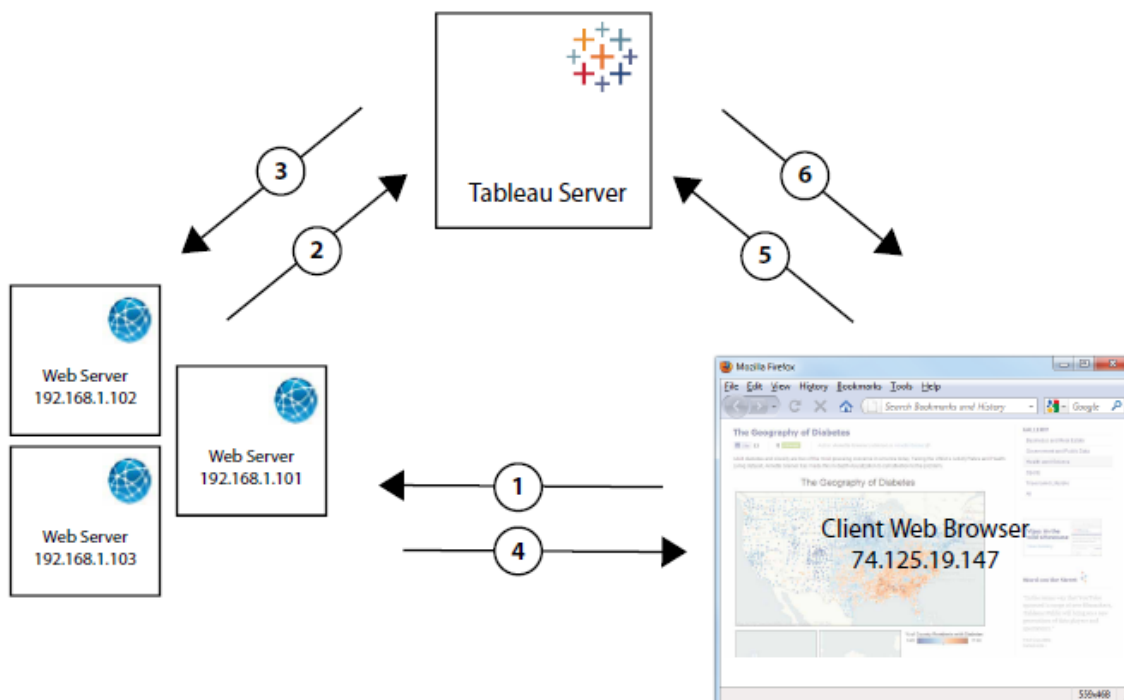 3
2
Tableau Server
6
5
Web Server
192.168.1.102
Web Server
192.168.1.101
Web Server
192.168.1.103
1
4
Mozilla Firefox
File Edit View History Bookmarks Tools Help
Search Bookmarks and History
Google
The Geography of Diabetes
The Geography of Diabetes
Client Web Browser
74.125.19.147
559x468